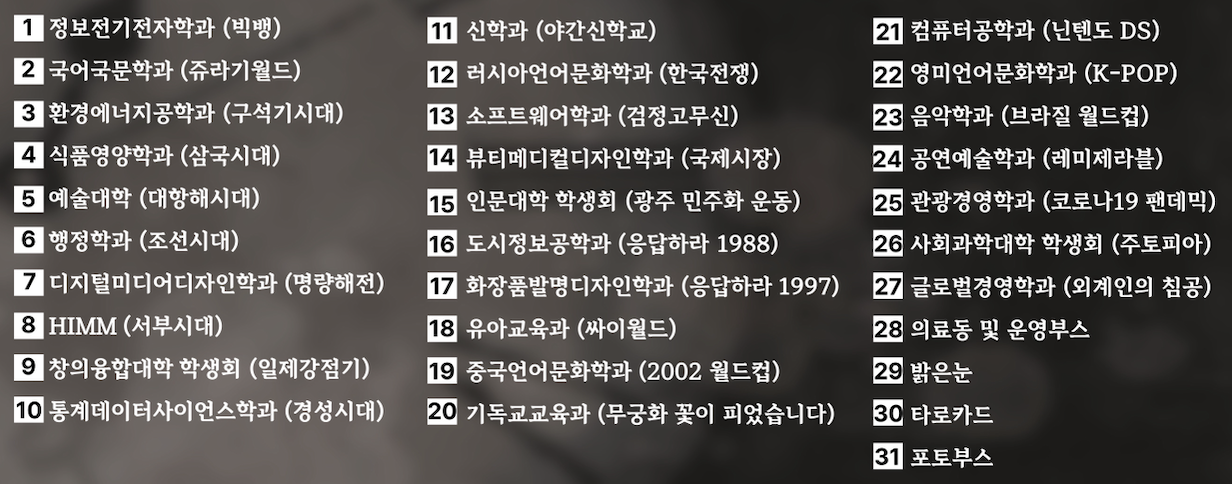 1 정보전기전자학과 (빅뱅)
2 국어국문학과 (쥬라기월드)
3 환경에너지공학과 (구석기시대)
4 식품영양학과 (삼국시대)
5 예술대학 (대항해시대)
6 행정학과 (조선시대)
7 디지털미디어디자인학과 (명량해전)
8 HIMM (서부시대)
9 창의융합대학 학생회 (일제강점기)
10 통계데이터사이언스학과 (경성시대)
11 신학과 (야간신학교)
12 러시아언어문화학과 (한국전쟁)
13 소프트웨어학과 (검정고무신)
14 뷰티메디컬디자인학과 (국제시장)
15 인문대학 학생회 (광주 민주화 운동)
16 도시정보공학과 (응답하라 1988)
17 화장품발명디자인학과 (응답하라 1997)
18 유아교육과 (싸이월드)
19 중국언어문화학과 (2002 월드컵)
20 기독교교육과 (무궁화 꽃이 피었습니다)
21 컴퓨터공학과 (닌텐도 DS)
22 영미언어문화학과 (K-POP)
23 음악학과 (브라질 월드컵)
24 공연예술학과 (레미제라블)
25 관광경영학과 (코로나19 팬데믹)
26 사회과학대학 학생회 (주토피아)
27 글로벌경영학과 (외계인의 침공)
28 의료동 및 운영부스
29 밝은눈
30 타로카드
31 포토부스